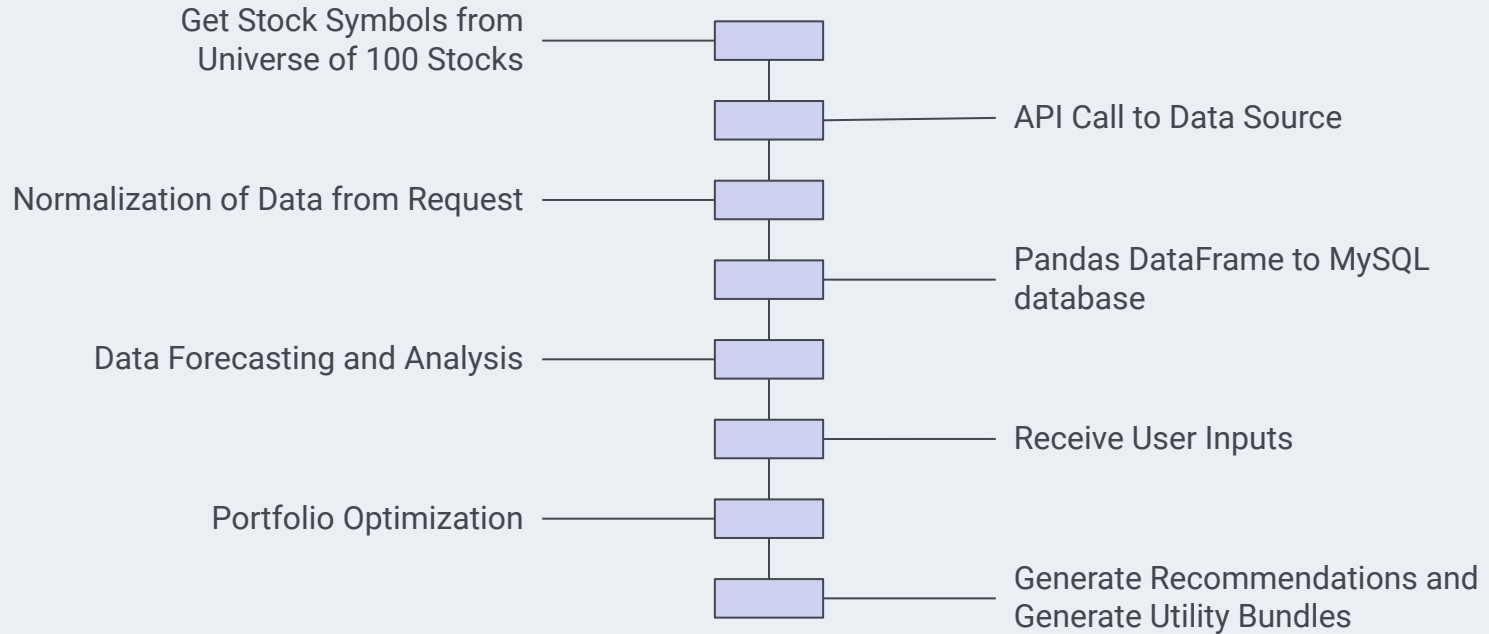 Get Stock Symbols from
Universe of 100 Stocks
API Call to Data Source
Normalization of Data from Request
Pandas DataFrame to MySQL
database
Data Forecasting and Analysis
Receive User Inputs
Portfolio Optimization
Generate Recommendations and
Generate Utility Bundles